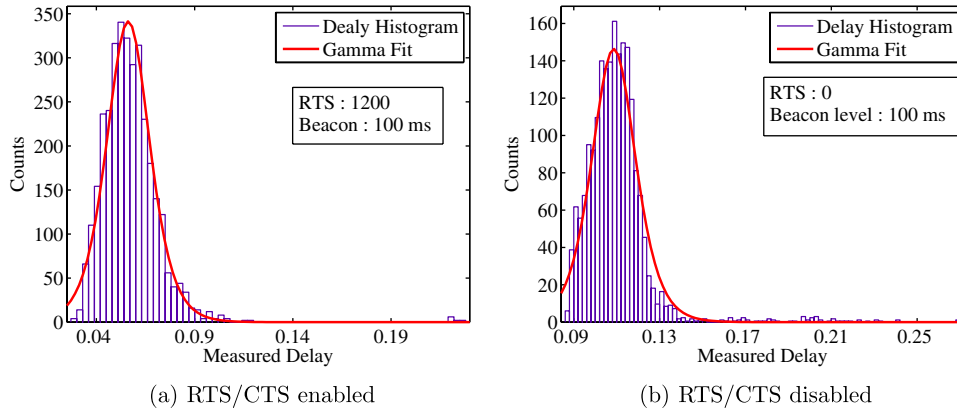 350
300
250
200
150
100
50
0
Counts
0.04
0.09
0.14
0.19
Measured Delay
Dealy Histogram
Gamma Fit
RTS : 1200
Beacon : 100 ms
(a) RTS/CTS enabled
160
140
120
100
80
60
40
20
0
Counts
0.09
0.13
0.17
0.21
0.25
Measured Delay
Delay Histogram
Gamma Fit
RTS : 0
Beacon level : 100 ms
(b) RTS/CTS disabled